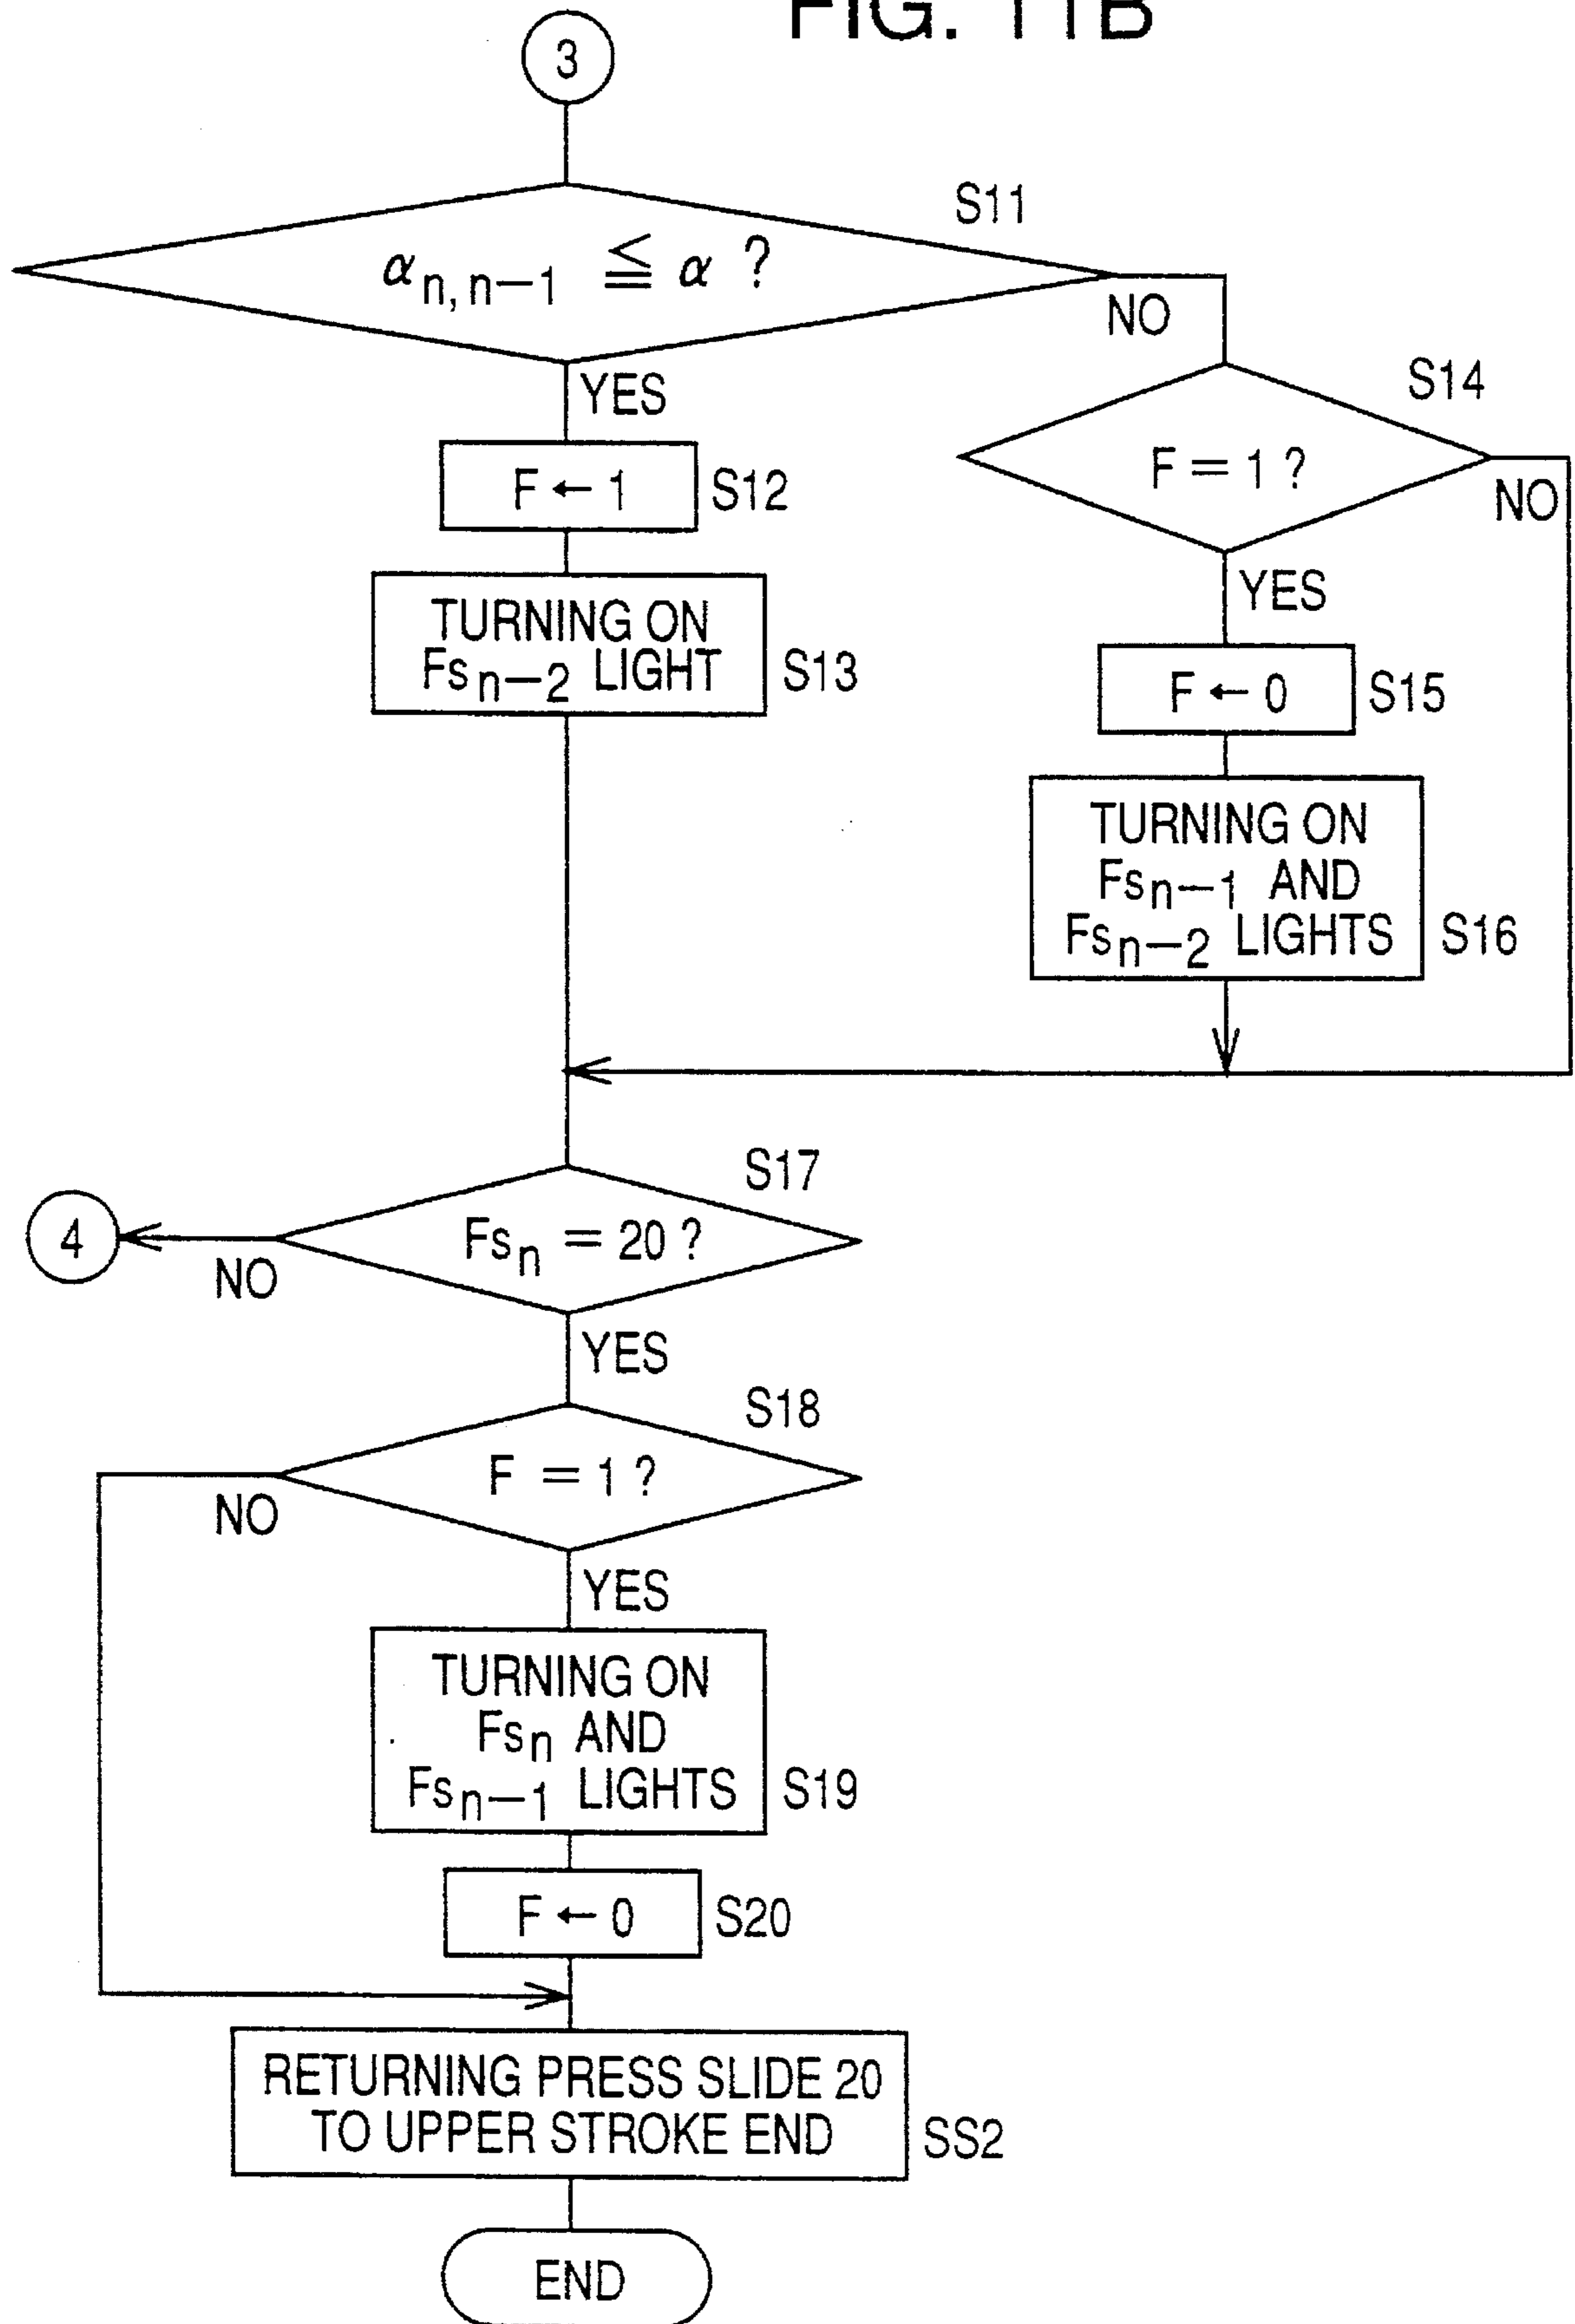 FIG. 11B
3
S11
αn, n−1 ≦ α ?
NO
YES
S14
F = 1 ?
NO
F ← 1
S12
YES
TURNING ON
Fsn−2 LIGHT
S13
F ← 0
S15
TURNING ON
Fsn−1 AND
Fsn−2 LIGHTS
S16
S17
4
Fsn = 20 ?
NO
YES
S18
F = 1 ?
NO
YES
TURNING ON
Fsn AND
Fsn−1 LIGHTS
S19
F ← 0
S20
RETURNING PRESS SLIDE 20
TO UPPER STROKE END
SS2
END